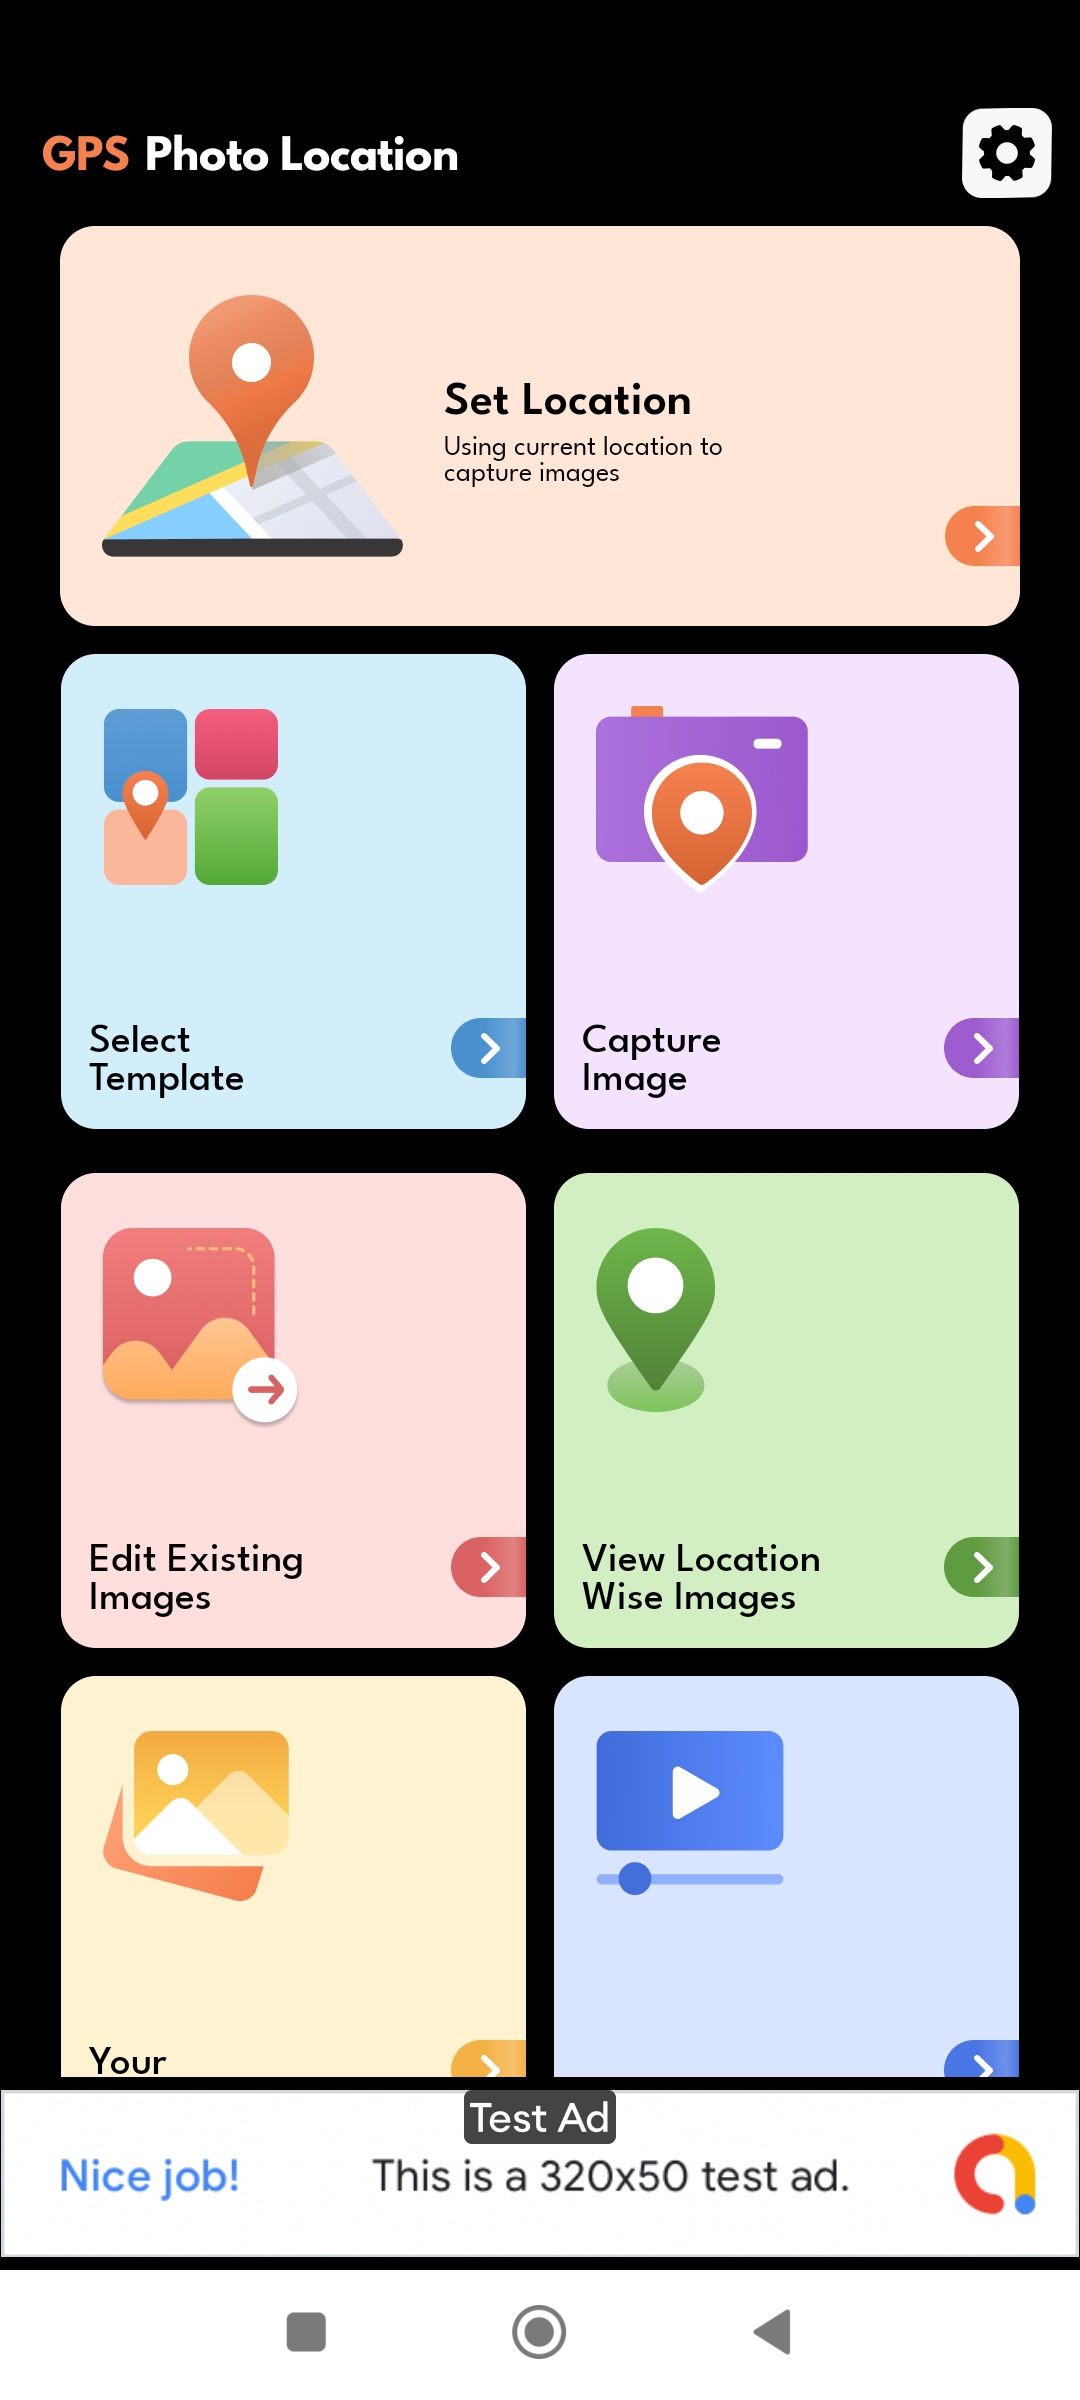 GPS Photo Location
Set Location
Using current location to
capture images
Select
Template
Capture
Image
Edit Existing
Images
View Location
Wise Images
Your
Test Ad
Nice job!
This is a 320x50 test ad.